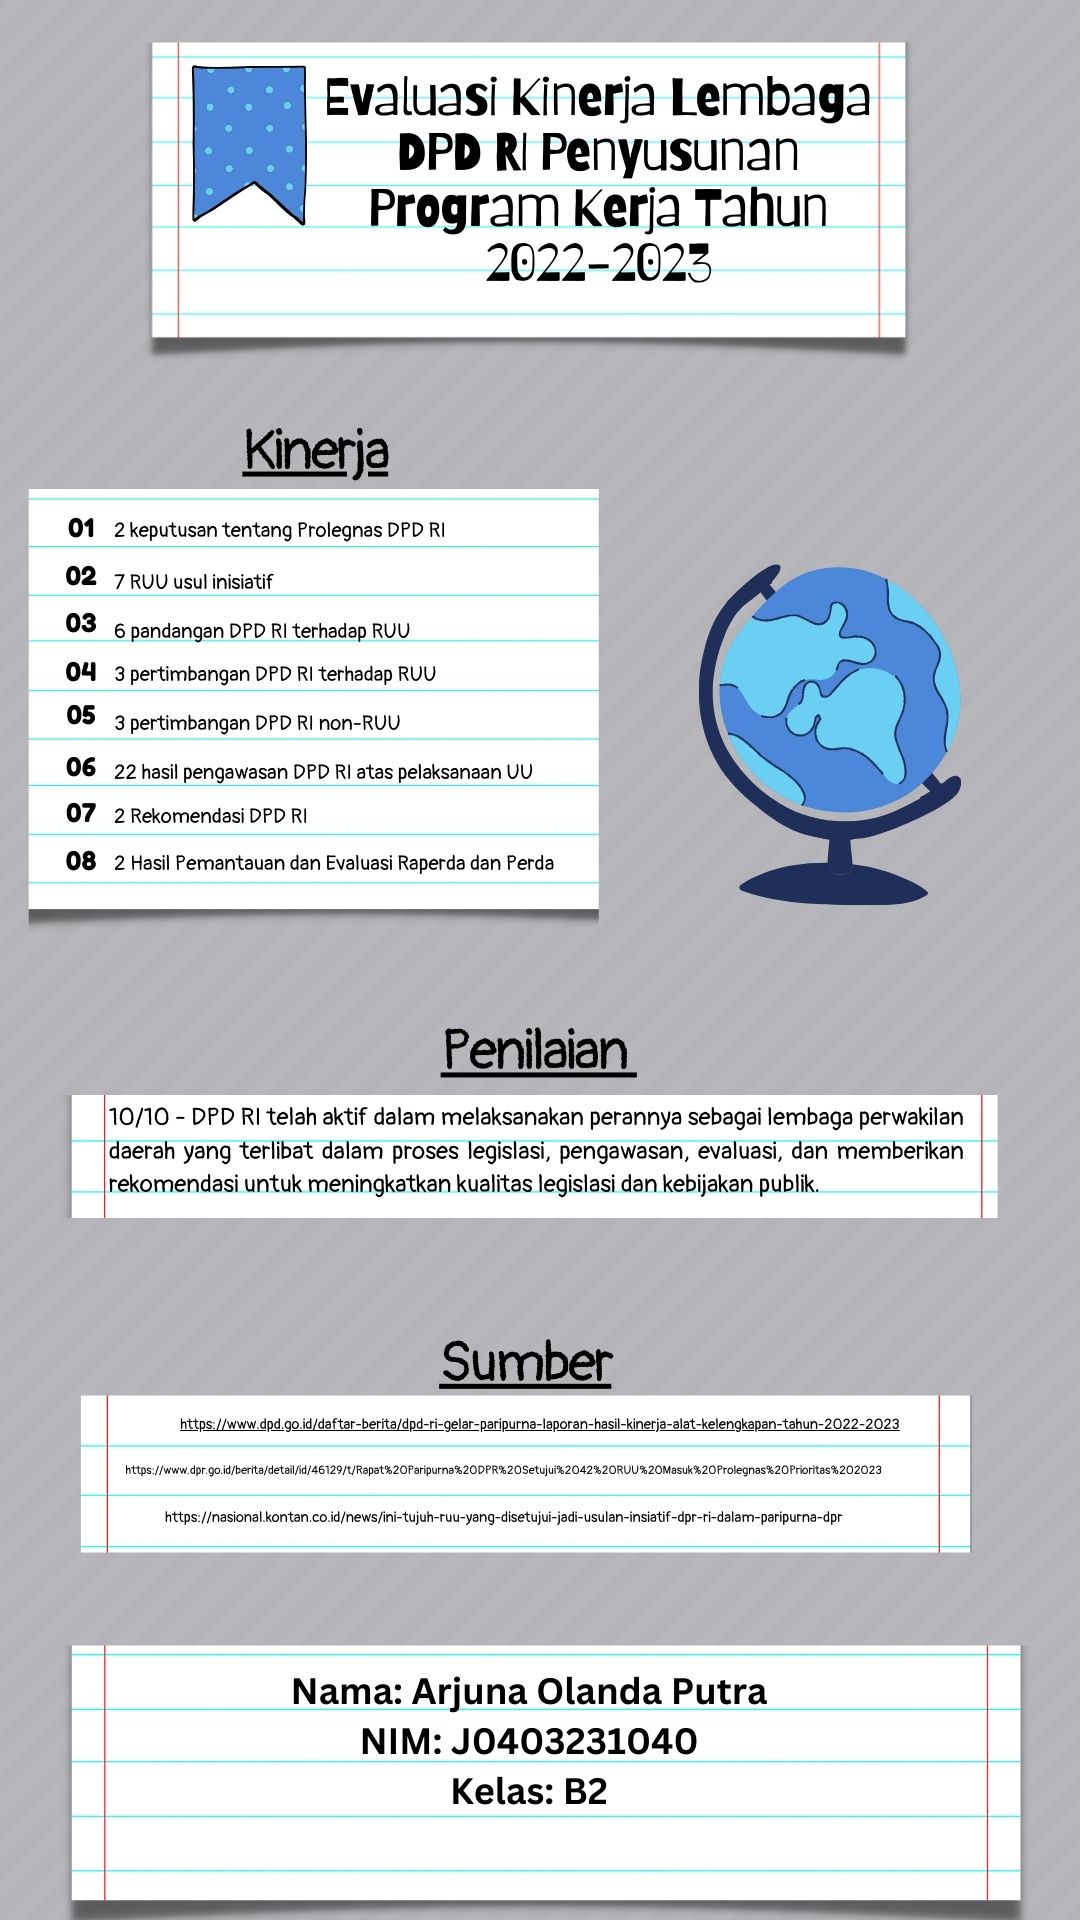 Evaluasi Kinerja Lembaga
DPD RI Penyusunan
Program Kerja Tahun
2022-2023
Kinerja
01 2 keputusan tentang Prolegnas DPD RI
02 7 RUU usul inisiatif
03 6 pandangan DPD RI terhadap RUU
04 3 pertimbangan DPD RI terhadap RUU
05 3 pertimbangan DPD RI non-RUU
06 22 hasil pengawasan DPD RI atas pelaksanaan UU
07 2 Rekomendasi DPD RI
08 2 Hasil Pemantauan dan Evaluasi Raperda dan Perda
Penilaian
10/10 - DPD RI telah aktif dalam melaksanakan perannya sebagai lembaga perwakilan
daerah yang terlibat dalam proses legislasi, pengawasan, evaluasi, dan memberikan
rekomendasi untuk meningkatkan kualitas legislasi dan kebijakan publik.
Sumber
https://www.dpd.go.id/daftar-berita/dpd-ri-gelar-paripurna-laporan-hasil-kinerja-alat-kelengkapan-tahun-2022-2023
https://www.dpr.go.id/berita/detail/id/46129/t/Rapat%20Paripurna%20DPR%20Setujui%2042%20RUU%20Masuk%20Prolegnas%20Prioritas%202023
https://nasional.kontan.co.id/news/ini-tujuh-ruu-yang-disetujui-jadi-usulan-insiatif-dpr-ri-dalam-paripurna-dpr
Nama: Arjuna Olanda Putra
NIM: J0403231040
Kelas: B2